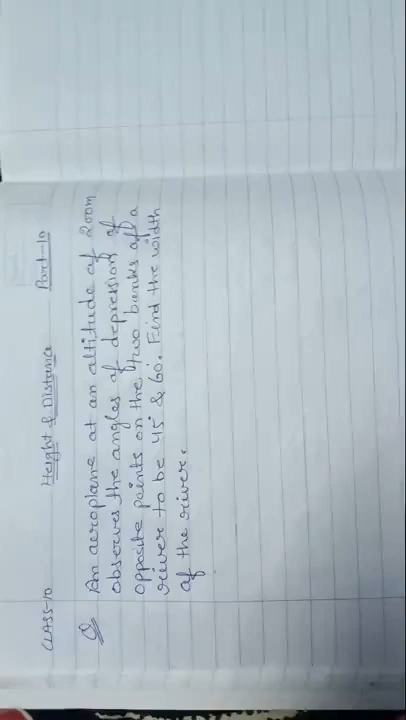 CLASS-10 Height & Distance Part-10
Q An aeroplane at an altitude of 200m
observes the angles of depression of
opposite points on the two banks of a
river to be 45° & 60°. Find the width
of the river.